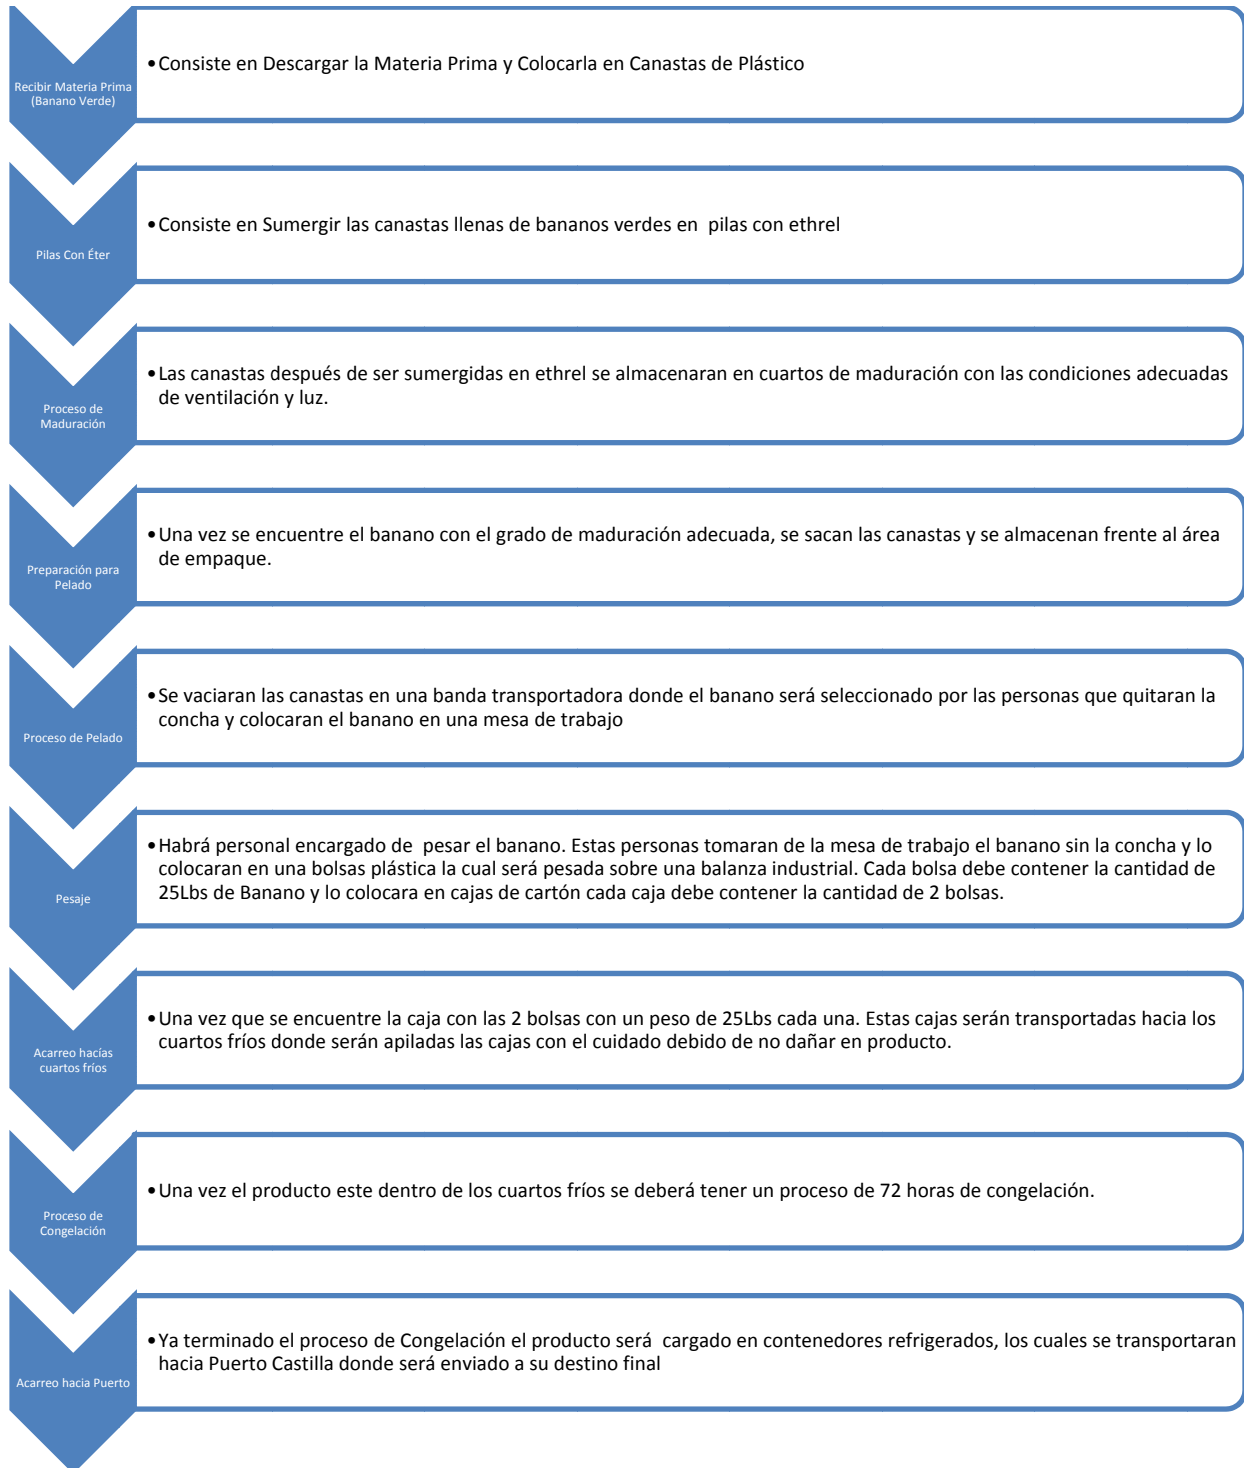 Recibir Materia Prima
(Banano Verde)
•Consiste en Descargar la Materia Prima y Colocarla en Canastas de Plástico
Pilas Con Éter
•Consiste en Sumergir las canastas llenas de bananos verdes en  pilas con ethrel
Proceso de
Maduración
•Las canastas después de ser sumergidas en ethrel se almacenaran en cuartos de maduración con las condiciones adecuadas
de ventilación y luz.
Preparación para
Pelado
•Una vez se encuentre el banano con el grado de maduración adecuada, se sacan las canastas y se almacenan frente al área
de empaque.
Proceso de Pelado
•Se vaciaran las canastas en una banda transportadora donde el banano será seleccionado por las personas que quitaran la
concha y colocaran el banano en una mesa de trabajo
Pesaje
•Habrá personal encargado de  pesar el banano. Estas personas tomaran de la mesa de trabajo el banano sin la concha y lo
colocaran en una bolsas plástica la cual será pesada sobre una balanza industrial. Cada bolsa debe contener la cantidad de
25Lbs de Banano y lo colocara en cajas de cartón cada caja debe contener la cantidad de 2 bolsas.
Acarreo hacías
cuartos fríos
•Una vez que se encuentre la caja con las 2 bolsas con un peso de 25Lbs cada una. Estas cajas serán transportadas hacia los
cuartos fríos donde serán apiladas las cajas con el cuidado debido de no dañar en producto.
Proceso de
Congelación
•Una vez el producto este dentro de los cuartos fríos se deberá tener un proceso de 72 horas de congelación.
Acarreo hacia Puerto
•Ya terminado el proceso de Congelación el producto será  cargado en contenedores refrigerados, los cuales se transportaran
hacia Puerto Castilla donde será enviado a su destino final